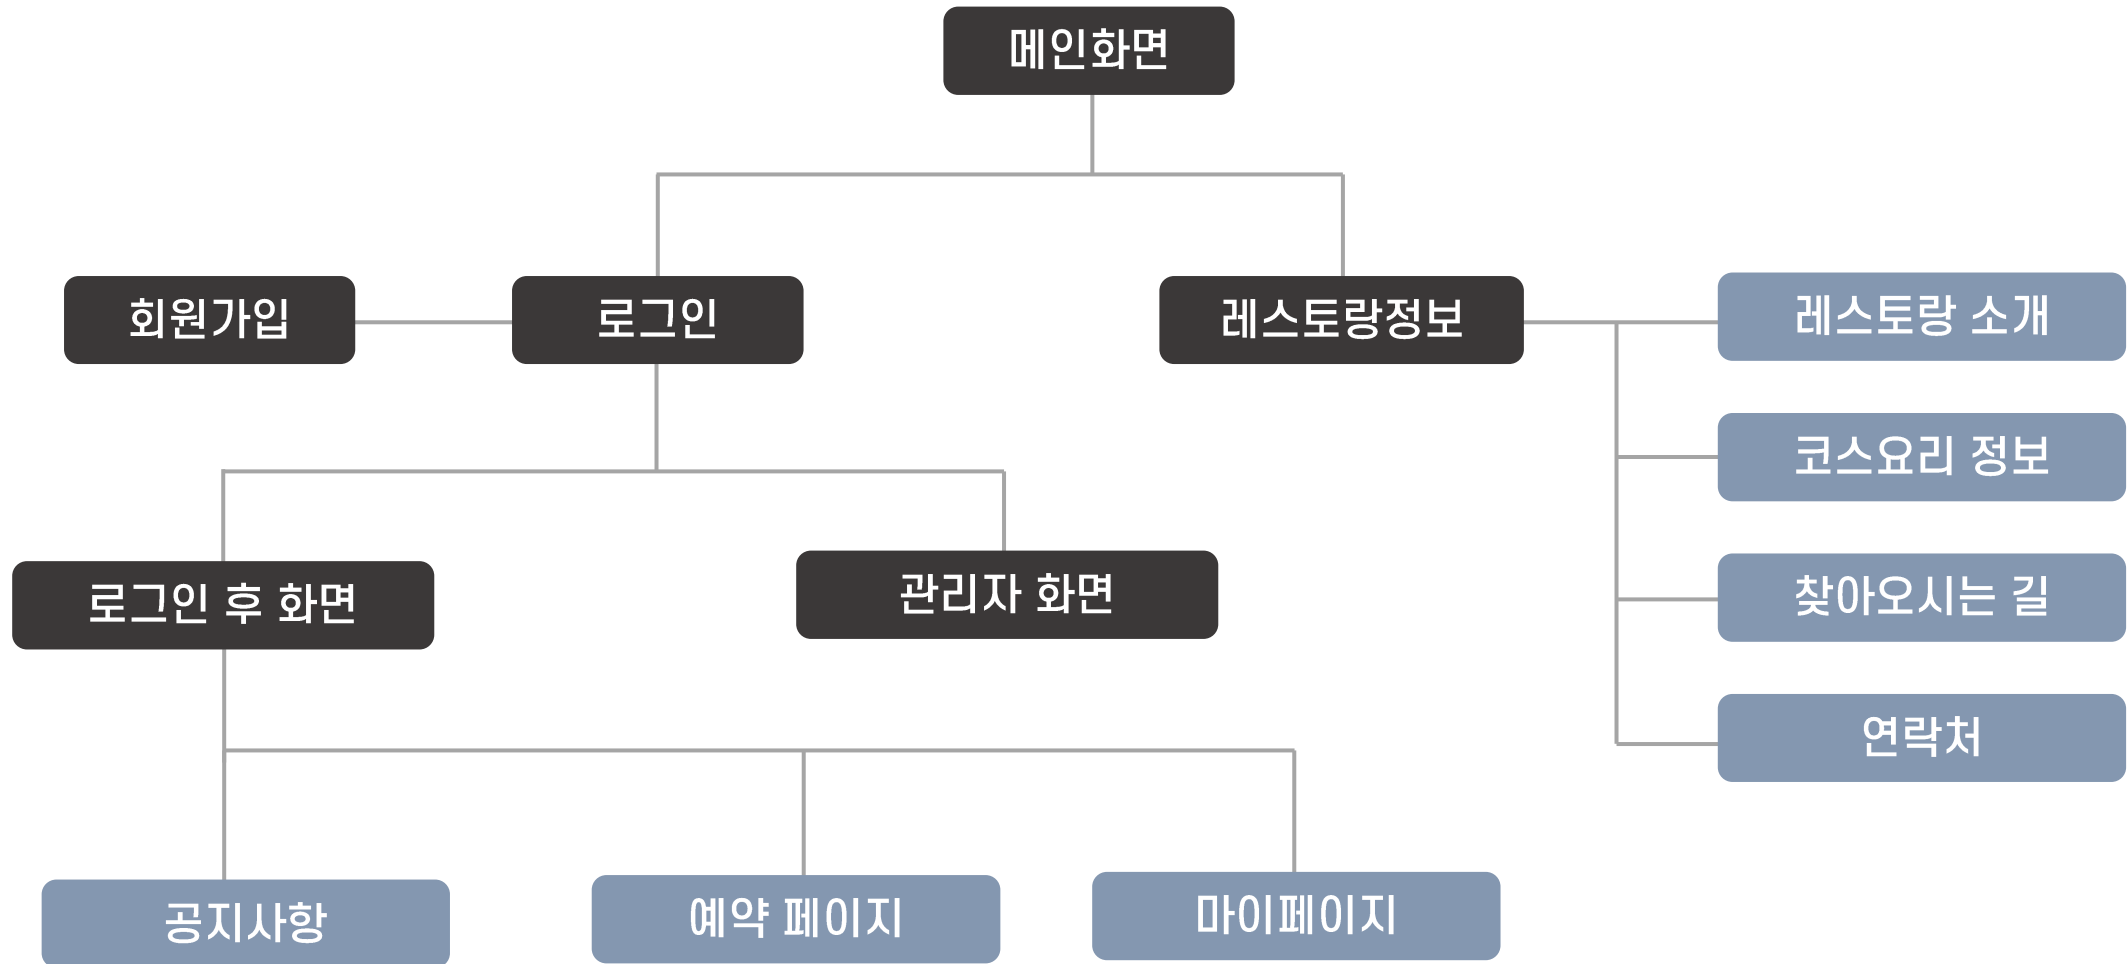 메인화면
회원가입
로그인
레스토랑정보
레스토랑 소개
코스요리 정보
찾아오시는 길
연락처
로그인 후 화면
관리자 화면
공지사항
예약 페이지
마이페이지